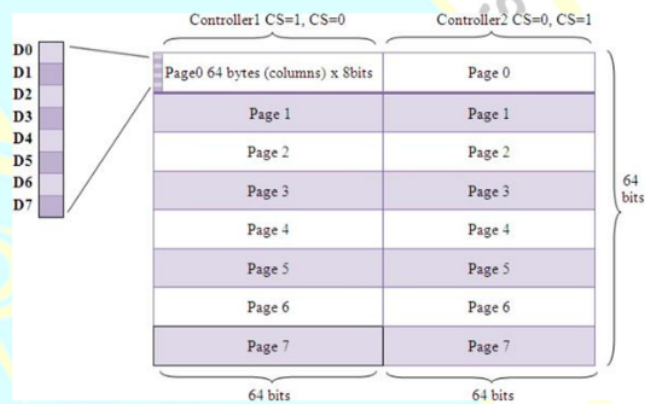 Controller1 CS=1, CS=0
Controller2 CS=0, CS=1
D0
D1
D2
D3
D4
D5
D6
D7
Page0 64 bytes (columns) x 8bits
Page 0
Page 1
Page 1
Page 2
Page 2
Page 3
Page 3
Page 4
Page 4
Page 5
Page 5
Page 6
Page 6
Page 7
Page 7
64
bits
64 bits
64 bits